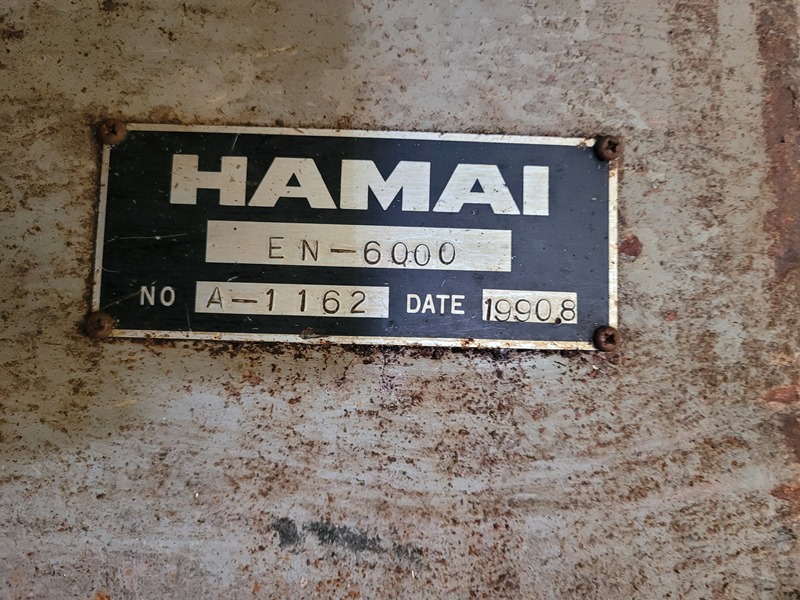 HAMAI
EN-6000
NO A-1162 DATE 1990.8